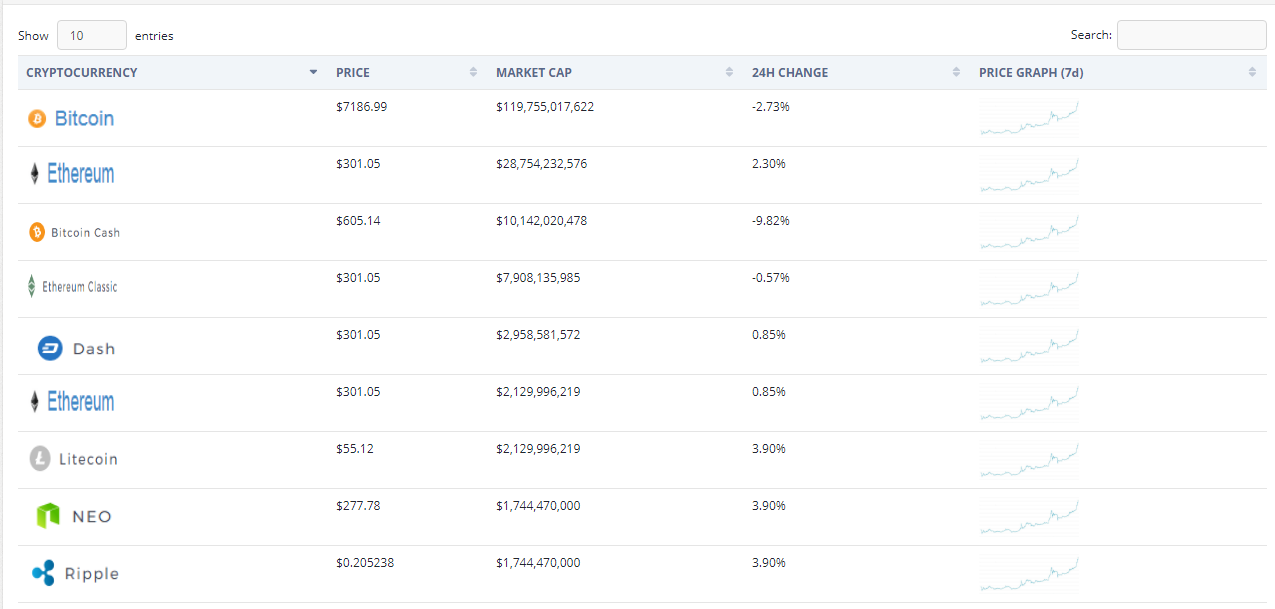 Show 10 entries Search:
CRYPTOCURRENCY PRICE MARKET CAP 24H CHANGE PRICE GRAPH (7d)
Bitcoin $7186.99 $119,755,017,622 -2.73%
Ethereum $301.05 $28,754,232,576 2.30%
Bitcoin Cash $605.14 $10,142,020,478 -9.82%
Ethereum Classic $301.05 $7,908,135,985 -0.57%
Dash $301.05 $2,958,581,572 0.85%
Ethereum $301.05 $2,129,996,219 0.85%
Litecoin $55.12 $2,129,996,219 3.90%
NEO $277.78 $1,744,470,000 3.90%
Ripple $0.205238 $1,744,470,000 3.90%